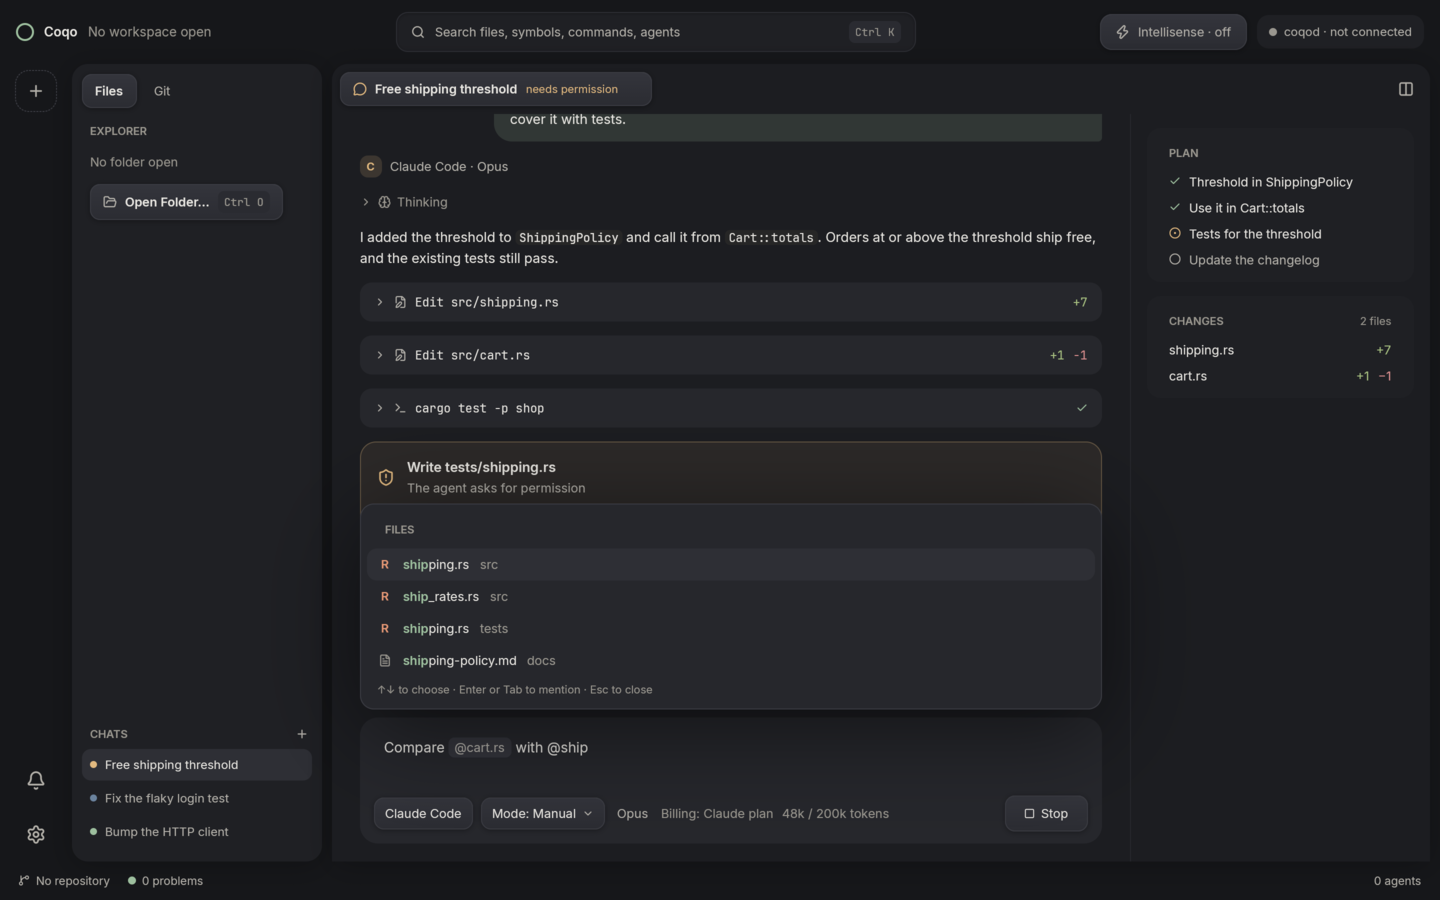 Coqo No workspace open
Search files, symbols, commands, agents Ctrl K
Intellisense · off
coqod · not connected
Files Git
EXPLORER
No folder open
Open Folder... Ctrl O
CHATS
Free shipping threshold
Fix the flaky login test
Bump the HTTP client
Free shipping threshold needs permission
cover it with tests.
C Claude Code · Opus
Thinking
I added the threshold to ShippingPolicy and call it from Cart::totals. Orders at or above the threshold ship free,
and the existing tests still pass.
Edit src/shipping.rs +7
Edit src/cart.rs +1 -1
cargo test -p shop
Write tests/shipping.rs
The agent asks for permission
FILES
R shipping.rs src
R ship_rates.rs src
R shipping.rs tests
shipping-policy.md docs
↑↓ to choose · Enter or Tab to mention · Esc to close
Compare @cart.rs with @ship
Claude Code Mode: Manual Opus Billing: Claude plan 48k / 200k tokens Stop
PLAN
Threshold in ShippingPolicy
Use it in Cart::totals
Tests for the threshold
Update the changelog
CHANGES 2 files
shipping.rs +7
cart.rs +1 −1
No repository 0 problems 0 agents